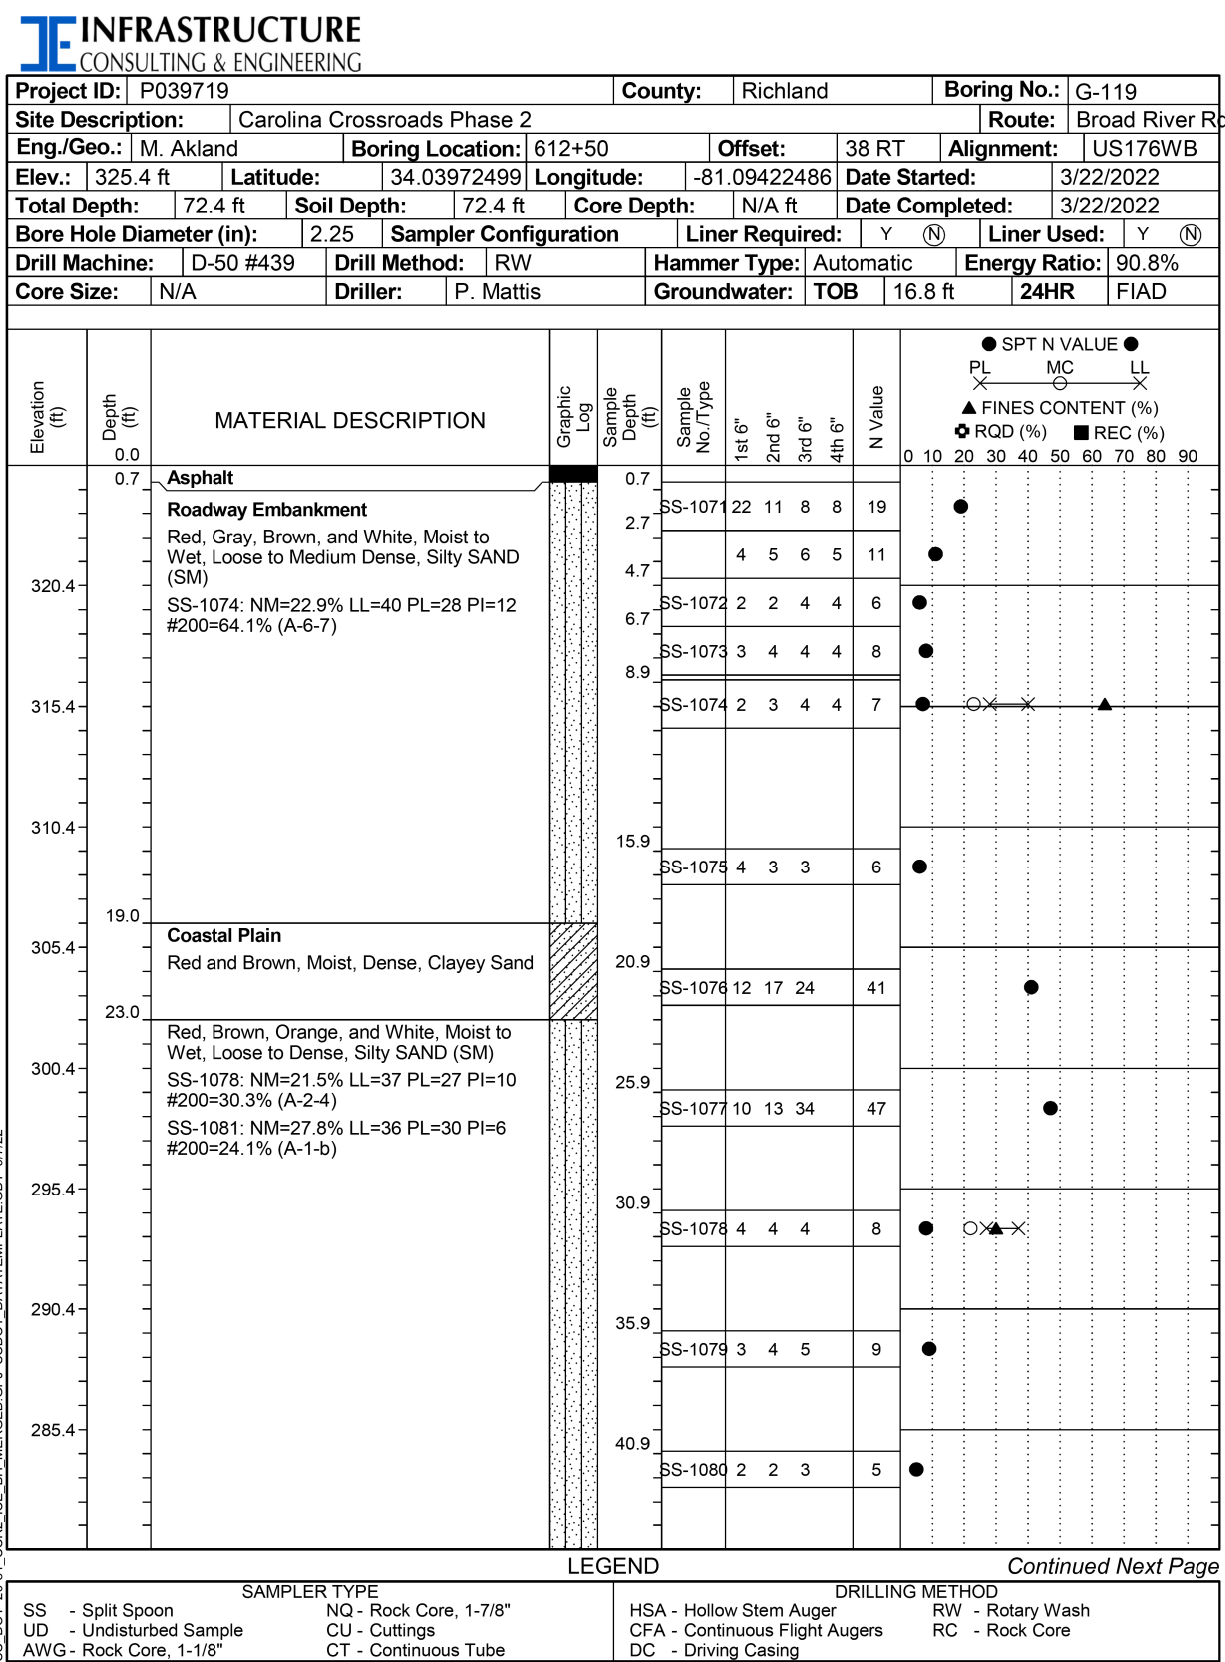 INFRASTRUCTURE
CONSULTING & ENGINEERING
Project ID: P039719 County: Richland Boring No.: G-119
Site Description: Carolina Crossroads Phase 2 Route: Broad River Rd
Eng./Geo.: M. Akland Boring Location: 612+50 Offset: 38 RT Alignment: US176WB
Elev.: 325.4 ft Latitude: 34.03972499 Longitude: -81.09422486 Date Started: 3/22/2022
Total Depth: 72.4 ft Soil Depth: 72.4 ft Core Depth: N/A ft Date Completed: 3/22/2022
Bore Hole Diameter (in): 2.25 Sampler Configuration Liner Required: Y N Liner Used: Y N
Drill Machine: D-50 #439 Drill Method: RW Hammer Type: Automatic Energy Ratio: 90.8%
Core Size: N/A Driller: P. Mattis Groundwater: TOB 16.8 ft 24HR FIAD
Elevation (ft) Depth (ft) MATERIAL DESCRIPTION Graphic Log Sample Depth (ft) Sample No./Type 1st 6" 2nd 6" 3rd 6" 4th 6" N Value
SPT N VALUE
PL MC LL
FINES CONTENT (%)
RQD (%) REC (%)
0.0 0 10 20 30 40 50 60 70 80 90
0.7 Asphalt 0.7
Roadway Embankment SS-1071 22 11 8 8 19
2.7
Red, Gray, Brown, and White, Moist to
Wet, Loose to Medium Dense, Silty SAND 4 5 6 5 11
(SM) 4.7
320.4
SS-1074: NM=22.9% LL=40 PL=28 PI=12 SS-1072 2 2 4 4 6
#200=64.1% (A-6-7) 6.7
SS-1073 3 4 4 4 8
8.9
315.4 SS-1074 2 3 4 4 7
310.4
15.9
SS-1075 4 3 3 6
19.0
Coastal Plain
305.4
Red and Brown, Moist, Dense, Clayey Sand 20.9
SS-1076 12 17 24 41
23.0
Red, Brown, Orange, and White, Moist to
Wet, Loose to Dense, Silty SAND (SM)
300.4
SS-1078: NM=21.5% LL=37 PL=27 PI=10 25.9
#200=30.3% (A-2-4) SS-1077 10 13 34 47
SS-1081: NM=27.8% LL=36 PL=30 PI=6
#200=24.1% (A-1-b)
295.4
30.9
SS-1078 4 4 4 8
290.4
35.9
SS-1079 3 4 5 9
285.4
40.9
SS-1080 2 2 3 5
LEGEND Continued Next Page
SAMPLER TYPE DRILLING METHOD
SS - Split Spoon NQ - Rock Core, 1-7/8" HSA - Hollow Stem Auger RW - Rotary Wash
UD - Undisturbed Sample CU - Cuttings CFA - Continuous Flight Augers RC - Rock Core
AWG - Rock Core, 1-1/8" CT - Continuous Tube DC - Driving Casing